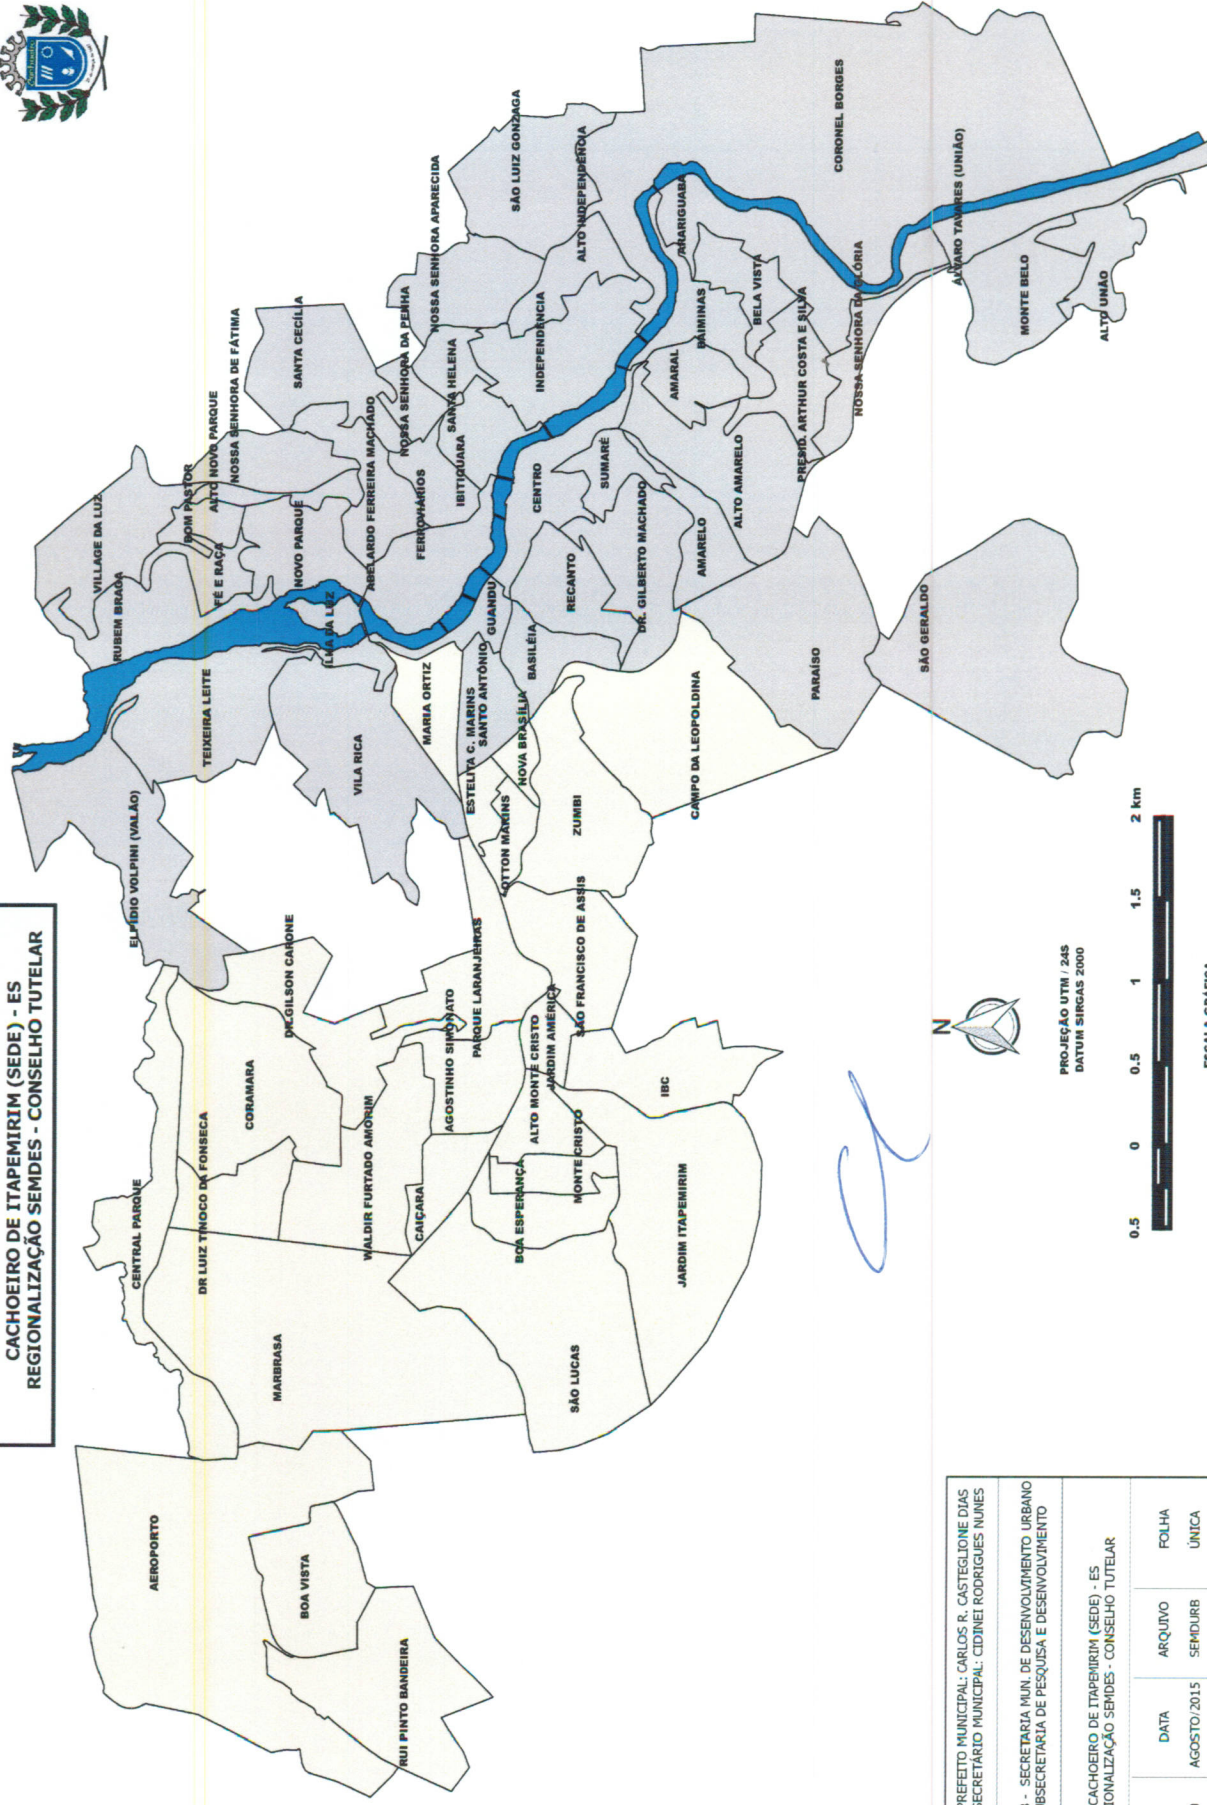 CACHOEIRO DE ITAPEMIRIM (SEDE) - ES
REGIONALIZAÇÃO SEMDES - CONSELHO TUTELAR
AEROPORTO
BOA VISTA
RUI PINTO BANDEIRA
CENTRAL PARQUE
DR LUIZ TINOCO DA FONSECA
MARBRASA
CORAMARA
DR. GILSON CARONE
WALDIR FURTADO AMORIM
CAIÇARA
AGOSTINHO SIMONATO
PARQUE LARANJEIRAS
ALTO MONTE CRISTO
JARDIM AMÉRICA
SÃO FRANCISCO DE ASSIS
BOA ESPERANÇA
MONTE CRISTO
IBC
JARDIM ITAPEMIRIM
SÃO LUCAS
ELPÍDIO VOLPINI (VALÃO)
TEIXEIRA LEITE
VILA RICA
MARIA ORTIZ
ESTELITA C. MARINS
SANTO ANTÔNIO
NOVA BRASÍLIA
OTTON MARINS
ZUMBI
CAMPO DA LEOPOLDINA
BASILÉIA
GUANDU
RECANTO
DR. GILBERTO MACHADO
AMARELO
ALTO AMARELO
SUMARÉ
CENTRO
PARAÍSO
SÃO GERALDO
RUBEM BRAGA
VILLAGE DA LUZ
FÉ E RAÇA
BOM PASTOR
ALTO NOVO PARQUE
NOSSA SENHORA DE FÁTIMA
NOVO PARQUE
ILHA DA LUZ
SANTA CECÍLIA
ABELARDO FERREIRA MACHADO
FERROVIÁRIOS
NOSSA SENHORA DA PENHA
IBITIQUARA
SANTA HELENA
NOSSA SENHORA APARECIDA
INDEPENDÊNCIA
ALTO INDEPENDÊNCIA
SÃO LUIZ GONZAGA
AMARAL
BAIMINAS
ARARIGUABA
BELA VISTA
PRESID. ARTHUR COSTA E SILVA
NOSSA SENHORA DA GLÓRIA
CORONEL BORGES
ÁLVARO TAVARES (UNIÃO)
MONTE BELO
ALTO UNÃO
N
PROJEÇÃO UTM / 24S
DATUM SIRGAS 2000
0.5 0 0.5 1 1.5 2 km
ESCALA GRÁFICA
PREFEITO MUNICIPAL: CARLOS R. CASTEGLIONE DIAS
SECRETÁRIO MUNICIPAL: CIDINEI RODRIGUES NUNES
- SECRETARIA MUN. DE DESENVOLVIMENTO URBANO
SUBSECRETARIA DE PESQUISA E DESENVOLVIMENTO
CACHOEIRO DE ITAPEMIRIM (SEDE) - ES
REGIONALIZAÇÃO SEMDES - CONSELHO TUTELAR
DATA ARQUIVO FOLHA
AGOSTO/2015 SEMDURB ÚNICA